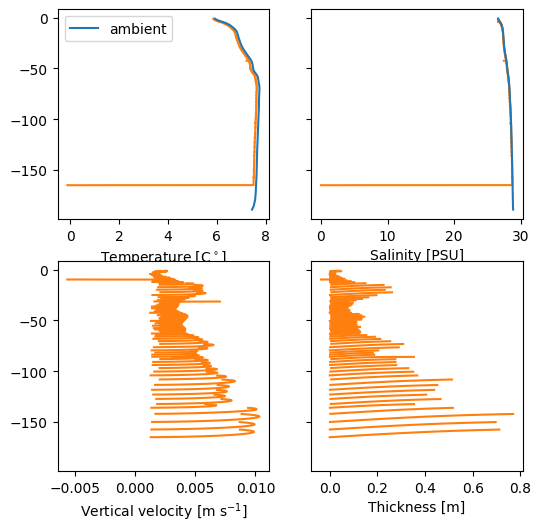 0
−50
−100
−150
ambient
0 2 4 6 8
Temperature [C$^\circ$]
0 10 20 30
Salinity [PSU]
0
−50
−100
−150
−0.005 0.000 0.005 0.010
Vertical velocity [m s⁻¹]
0.0 0.2 0.4 0.6 0.8
Thickness [m]